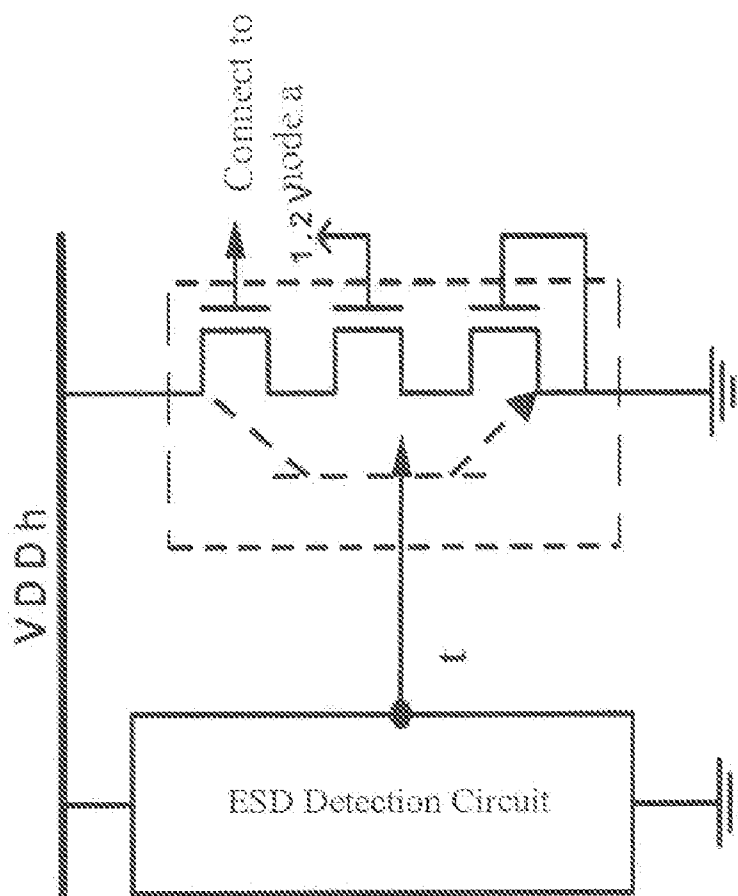 VDDh
Connect to
node a
1,2 V
t
ESD Detection Circuit